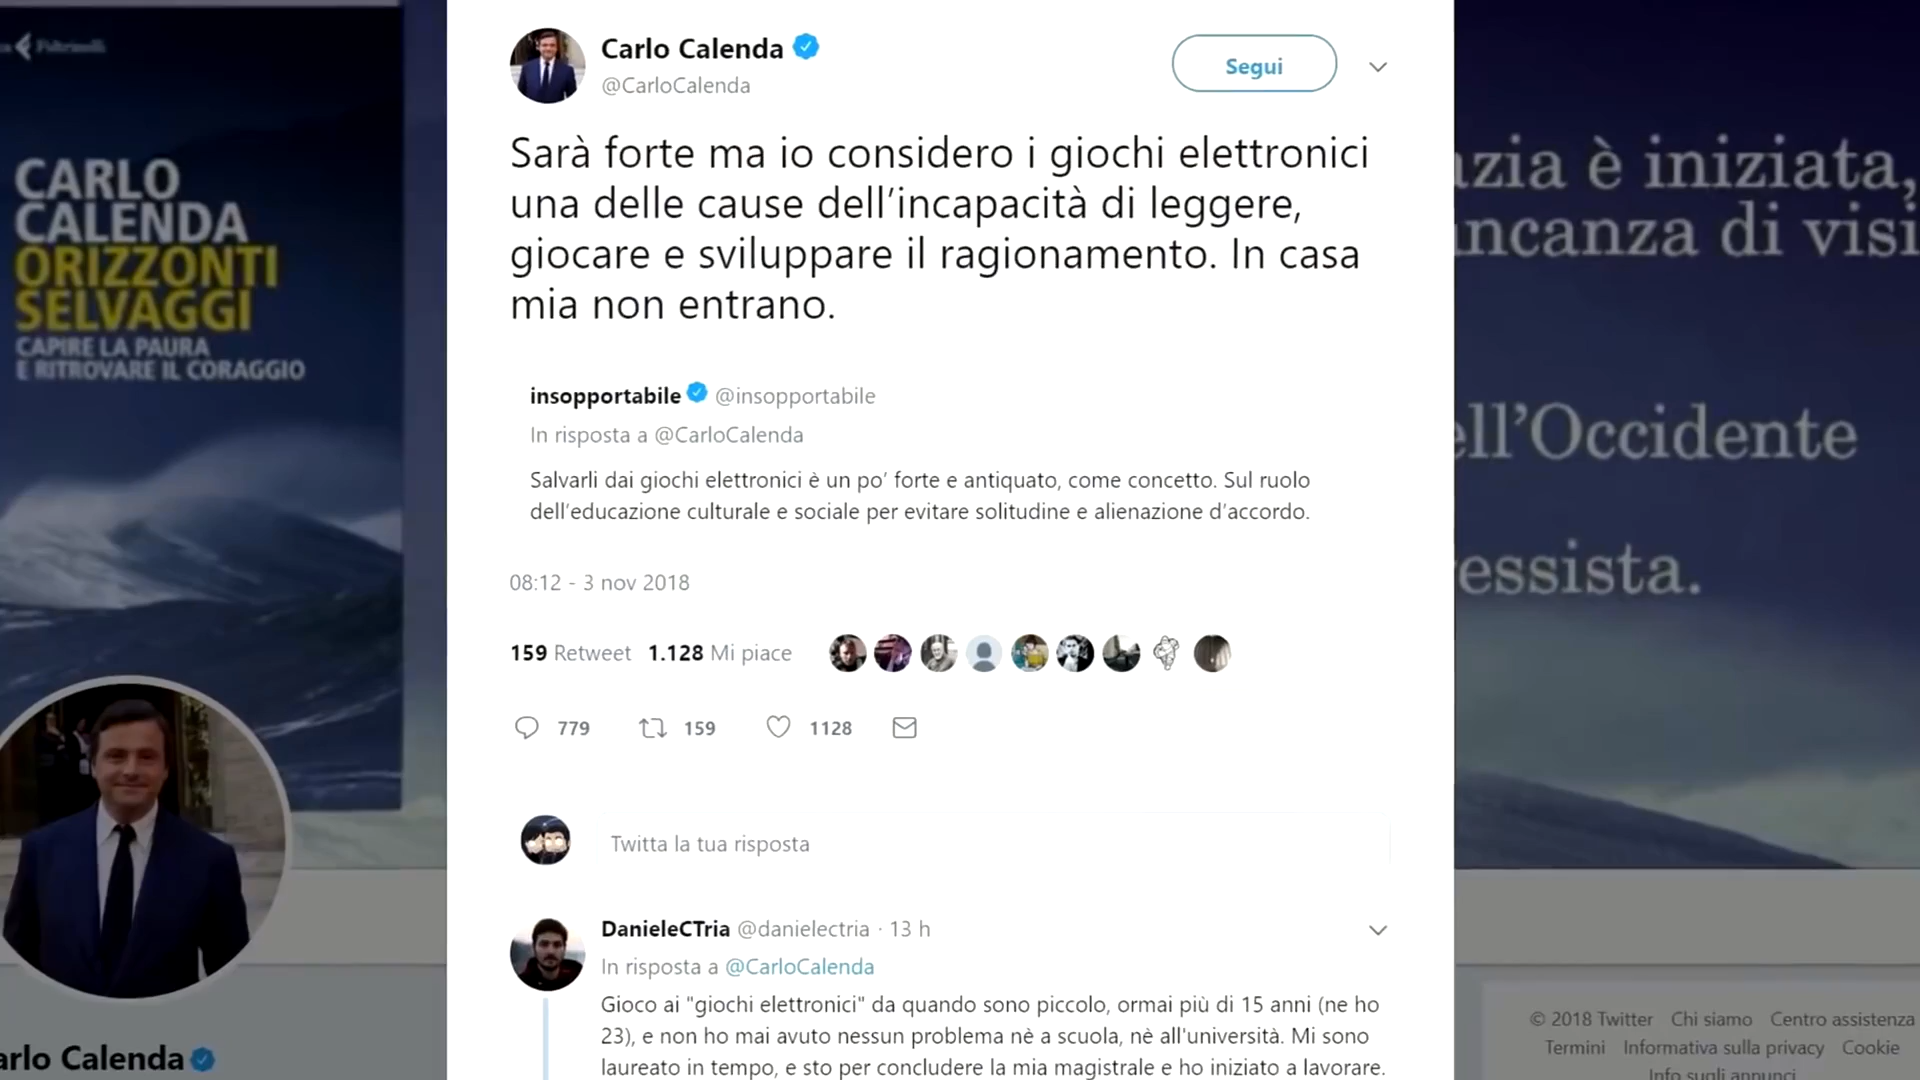 Feltrinelli
CARLO
CALENDA
ORIZZONTI
SELVAGGI
CAPIRE LA PAURA
E RITROVARE IL CORAGGIO
arlo Calenda
Carlo Calenda
@CarloCalenda
Segui
Sarà forte ma io considero i giochi elettronici
una delle cause dell'incapacità di leggere,
giocare e sviluppare il ragionamento. In casa
mia non entrano.
insopportabile @insopportabile
In risposta a @CarloCalenda
Salvarli dai giochi elettronici è un po' forte e antiquato, come concetto. Sul ruolo
dell'educazione culturale e sociale per evitare solitudine e alienazione d'accordo.
08:12 - 3 nov 2018
159 Retweet 1.128 Mi piace
779 159 1128
Twitta la tua risposta
DanieleCTria @danielectria · 13 h
In risposta a @CarloCalenda
Gioco ai "giochi elettronici" da quando sono piccolo, ormai più di 15 anni (ne ho
23), e non ho mai avuto nessun problema nè a scuola, nè all'università. Mi sono
laureato in tempo, e sto per concludere la mia magistrale e ho iniziato a lavorare.
zia è iniziata,
ncanza di visi
ell'Occidente
essista.
© 2018 Twitter Chi siamo Centro assistenza
Termini Informativa sulla privacy Cookie
Info sugli annunci